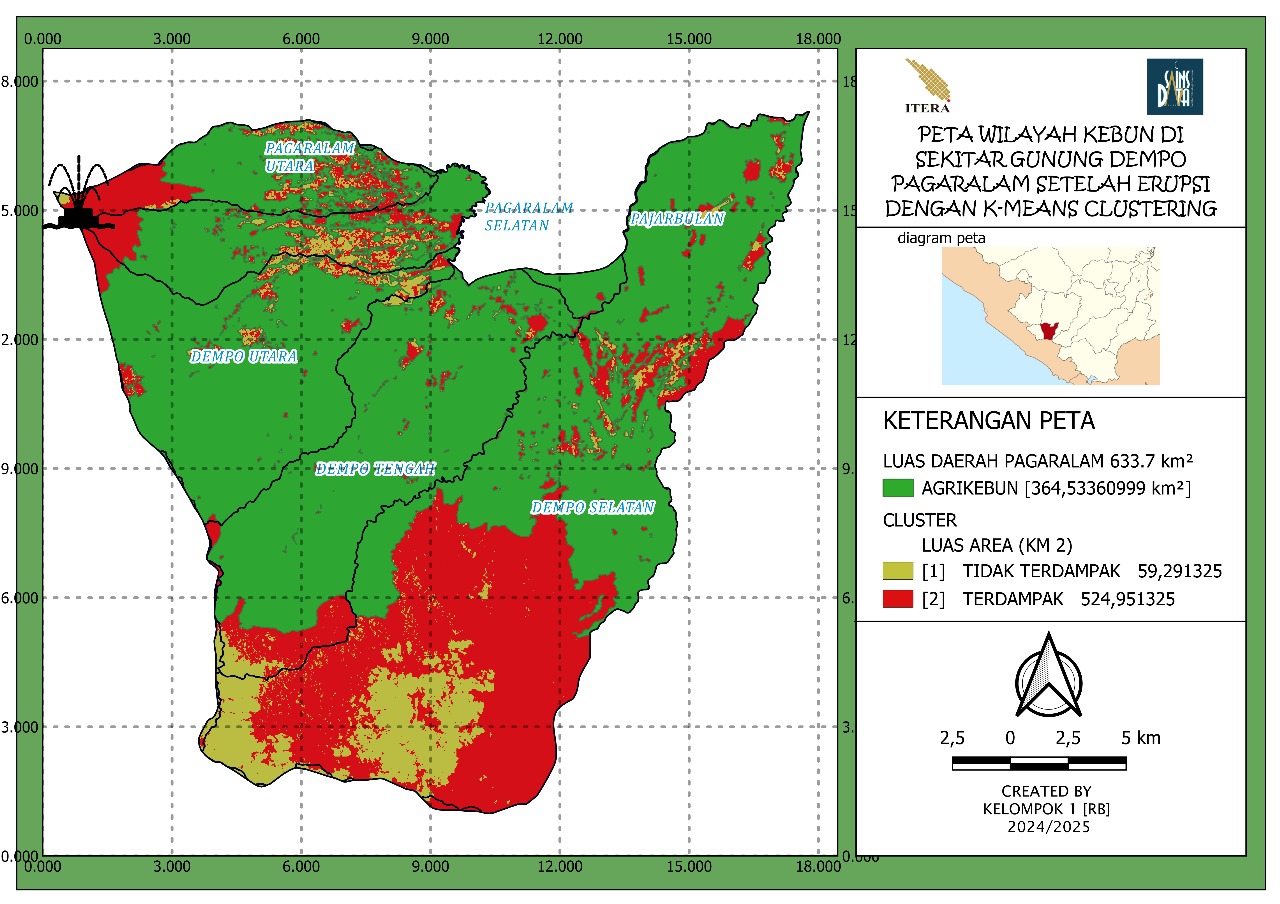 0.000 3.000 6.000 9.000 12.000 15.000 18.000
8.000
18
5.000
15
2.000
12
9.000
9.
6.000
6.
3.000
3.
0.000
0.000
0.000 3.000 6.000 9.000 12.000 15.000 18.000
PAGARALAM
UTARA
PAGARALAM
SELATAN
PAJARBULAN
DEMPO UTARA
DEMPO TENGAH
DEMPO SELATAN
ITERA
SAINS
DATA
PETA WILAYAH KEBUN DI
SEKITAR GUNUNG DEMPO
PAGARALAM SETELAH ERUPSI
DENGAN K-MEANS CLUSTERING
diagram peta
KETERANGAN PETA
LUAS DAERAH PAGARALAM 633.7 km²
AGRIKEBUN [364,53360999 km²]
CLUSTER
LUAS AREA (KM 2)
[1] TIDAK TERDAMPAK 59,291325
[2] TERDAMPAK 524,951325
2,5 0 2,5 5 km
CREATED BY
KELOMPOK 1 [RB]
2024/2025